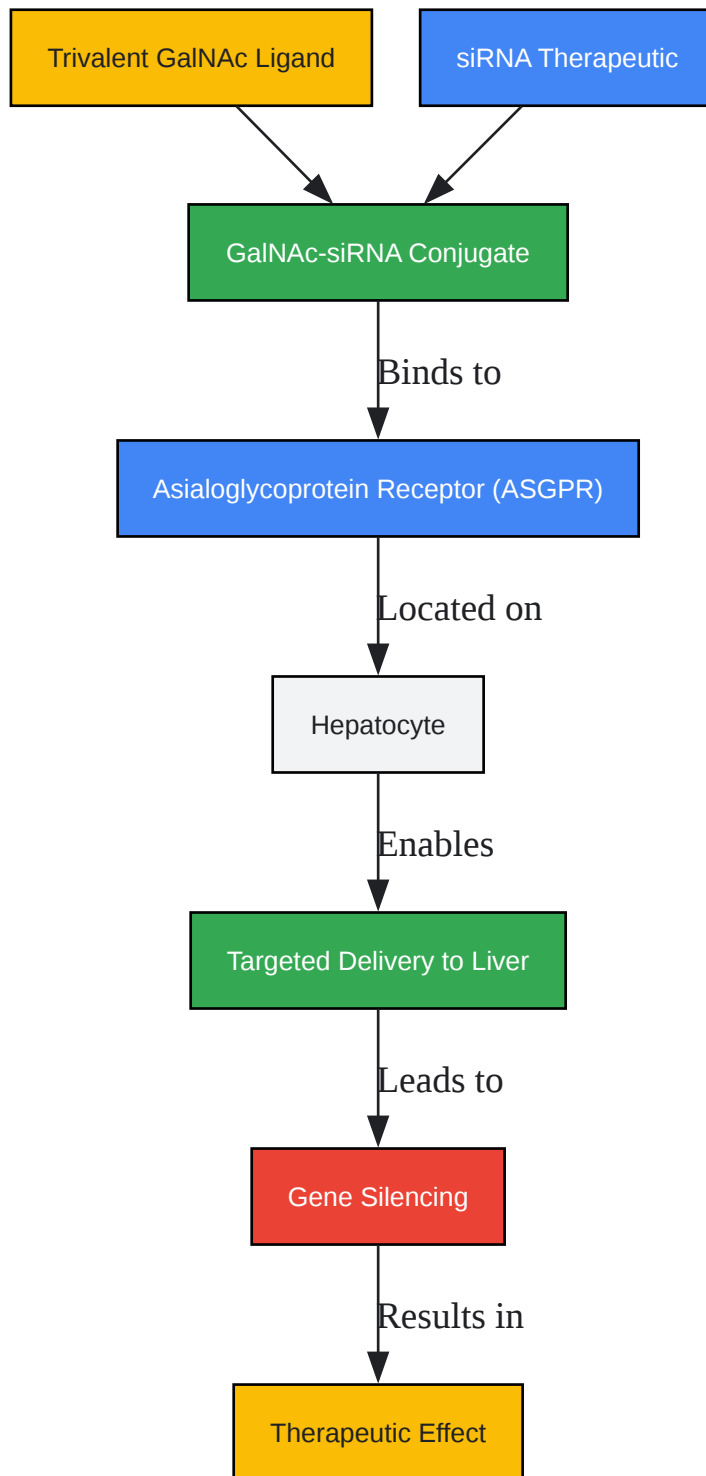 Trivalent GalNAc Ligand
siRNA Therapeutic
GalNAc-siRNA Conjugate
Binds to
Asialoglycoprotein Receptor (ASGPR)
Located on
Hepatocyte
Enables
Targeted Delivery to Liver
Leads to
Gene Silencing
Results in
Therapeutic Effect